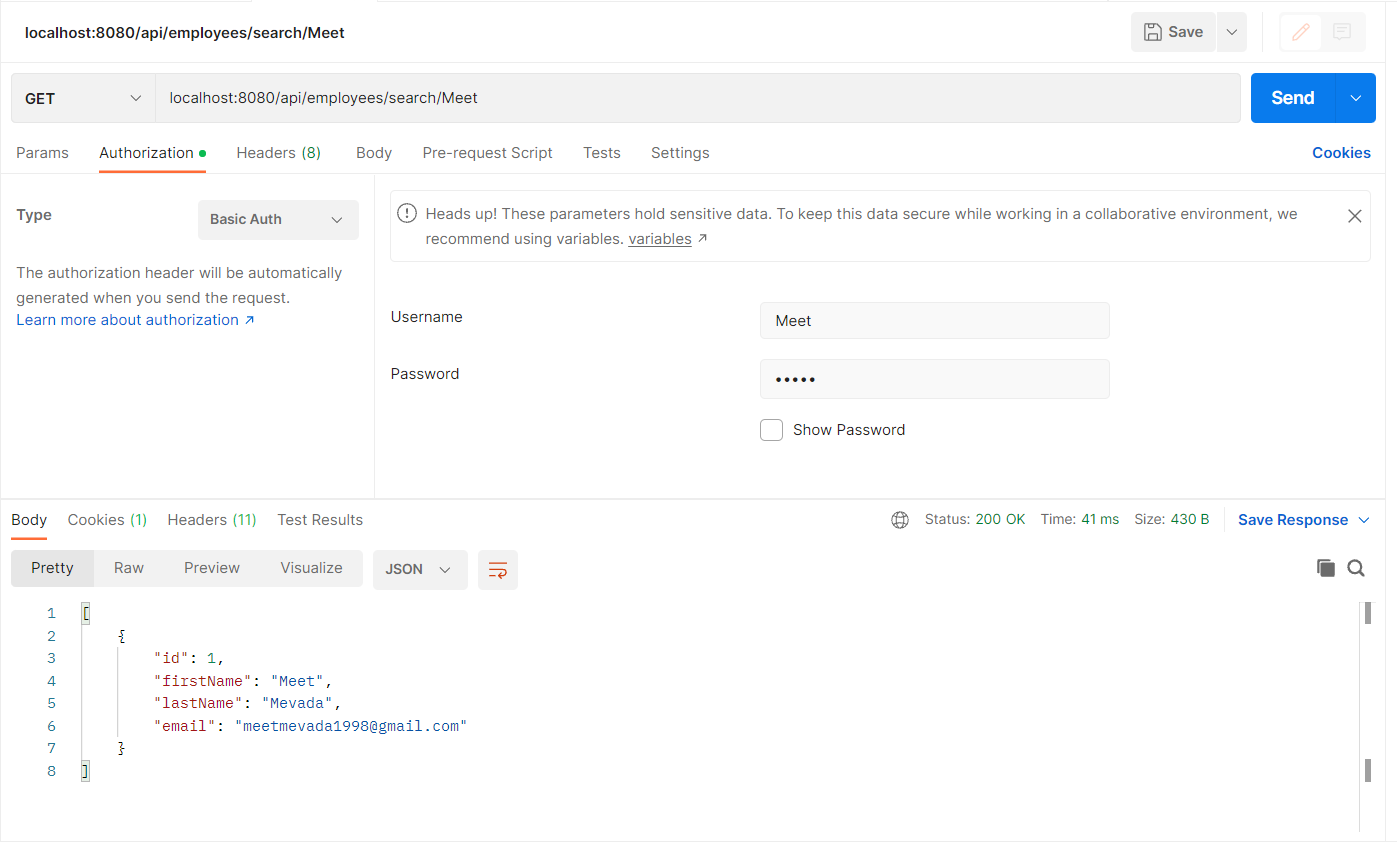 localhost:8080/api/employees/search/Meet
Save
GET
localhost:8080/api/employees/search/Meet
Send
Params Authorization Headers (8) Body Pre-request Script Tests Settings Cookies
Type
Basic Auth
The authorization header will be automatically
generated when you send the request.
Learn more about authorization ↗
Heads up! These parameters hold sensitive data. To keep this data secure while working in a collaborative environment, we
recommend using variables. variables ↗
Username
Meet
Password
•••••
Show Password
Body Cookies (1) Headers (11) Test Results Status: 200 OK Time: 41 ms Size: 430 B Save Response
Pretty Raw Preview Visualize JSON
1 [
2 {
3 "id": 1,
4 "firstName": "Meet",
5 "lastName": "Mevada",
6 "email": "meetmevada1998@gmail.com"
7 }
8 ]